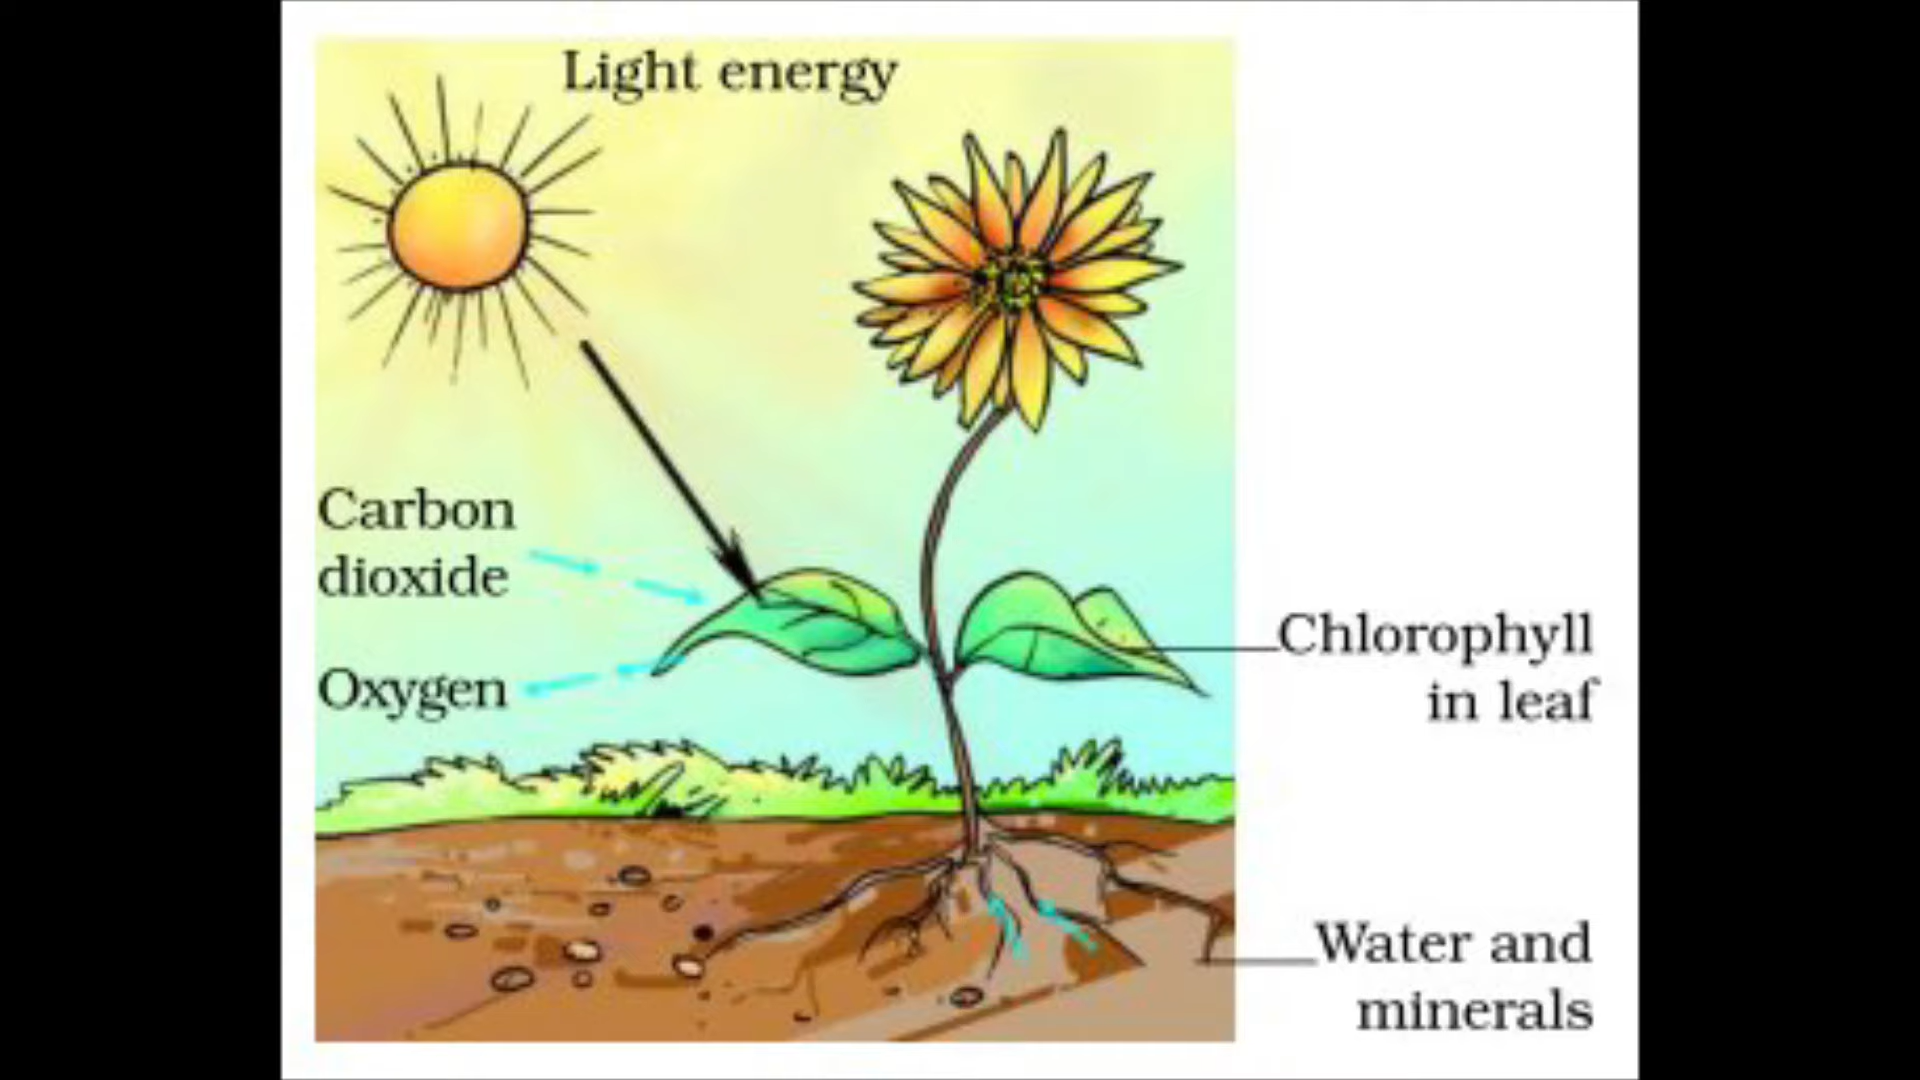 Light energy
Carbon
dioxide
Oxygen
Chlorophyll
in leaf
Water and
minerals